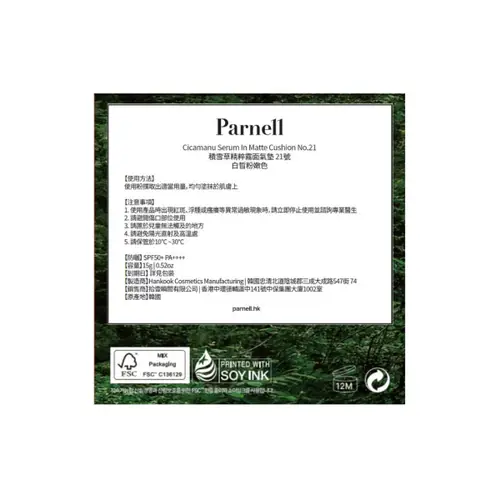 Parnell
Cicamanu Serum In Matte Cushion No.21
積雪草精粹霧面氣墊 21號
白皙粉嫩色
【使用方法】
使用粉撲取出適當用量, 均勻塗抹於肌膚上
【注意事項】
1. 使用產品時出現紅斑、浮腫或瘙癢等異常過敏現象時, 請立即停止使用並諮詢專業醫生
2. 請避開傷口部位使用
3. 請置於兒童無法觸及的地方
4. 請避免陽光直射及高溫處
5. 請保管於10℃ ~30℃
【防曬】SPF50+ PA++++
【容量】15g | 0.52oz
【到期日】詳見包裝
【製造商】Hankook Cosmetics Manufacturing | 韓國忠清北道陰城郡三成大成路547街 74
【銷售商】拾雪瞬間有限公司 | 香港中環德輔道中141號中保集團大廈1002室
【原產地】韓國
parnell.hk
FSC
MIX
Packaging
FSC™ C136129
PRINTED WITH
SOY INK
12M